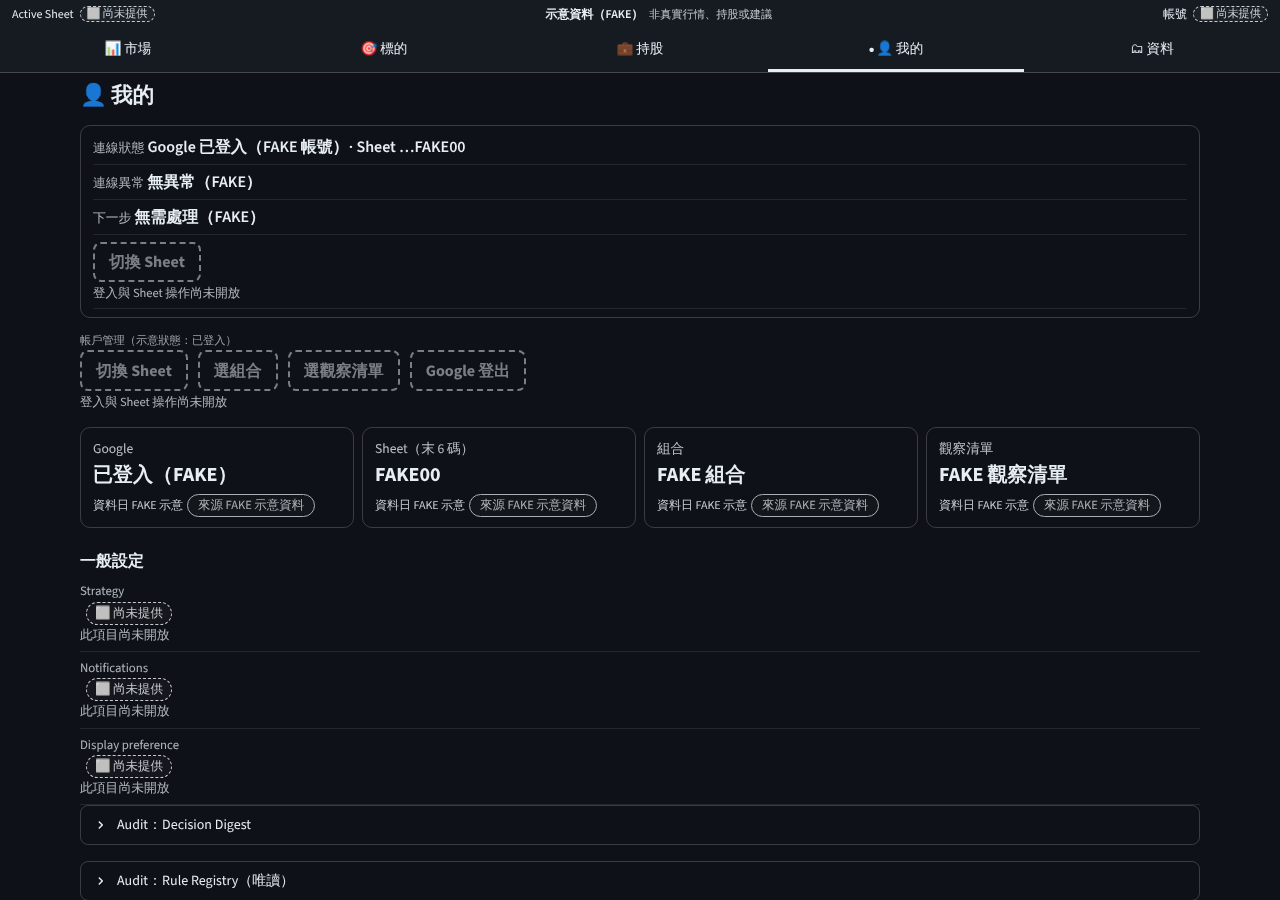 Active Sheet 尚未提供 示意資料（FAKE） 非真實行情、持股或建議 帳號 尚未提供
市場 標的 持股 我的 資料
我的
連線狀態 Google 已登入（FAKE 帳號）· Sheet …FAKE00
連線異常 無異常（FAKE）
下一步 無需處理（FAKE）
切換 Sheet
登入與 Sheet 操作尚未開放
帳戶管理（示意狀態：已登入）
切換 Sheet 選組合 選觀察清單 Google 登出
登入與 Sheet 操作尚未開放
Google Sheet（末 6 碼） 組合 觀察清單
已登入（FAKE） FAKE00 FAKE 組合 FAKE 觀察清單
資料日 FAKE 示意 來源 FAKE 示意資料 資料日 FAKE 示意 來源 FAKE 示意資料 資料日 FAKE 示意 來源 FAKE 示意資料 資料日 FAKE 示意 來源 FAKE 示意資料
一般設定
Strategy
尚未提供
此項目尚未開放
Notifications
尚未提供
此項目尚未開放
Display preference
尚未提供
此項目尚未開放
Audit：Decision Digest
Audit：Rule Registry（唯讀）